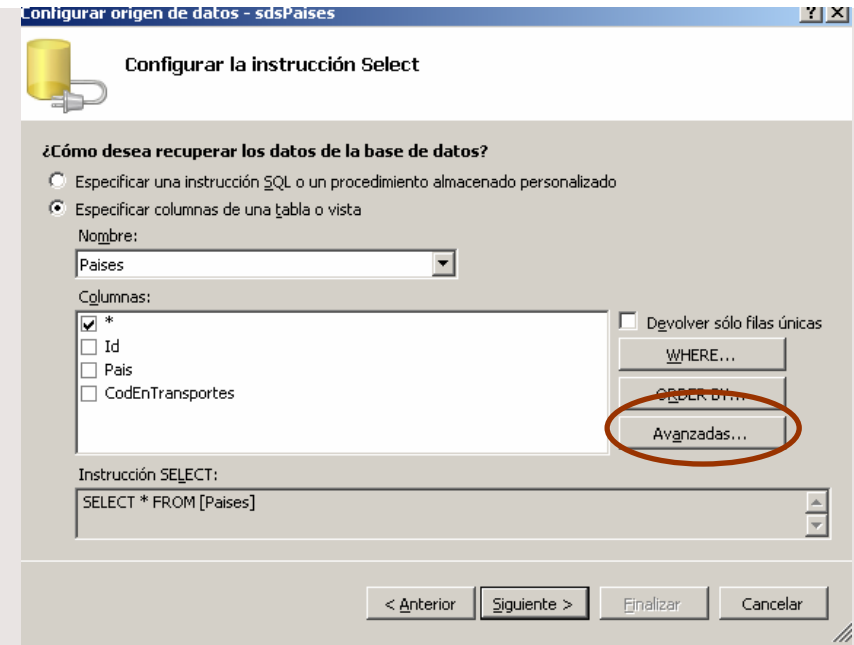 Configurar origen de datos - sdsPaises
Configurar la instrucción Select
¿Cómo desea recuperar los datos de la base de datos?
Especificar una instrucción SQL o un procedimiento almacenado personalizado
Especificar columnas de una tabla o vista
Nombre:
Paises
Columnas:
*
Id
Pais
CodEnTransportes
Devolver sólo filas únicas
WHERE...
ORDER BY...
Avanzadas...
Instrucción SELECT:
SELECT * FROM [Paises]
< Anterior
Siguiente >
Finalizar
Cancelar